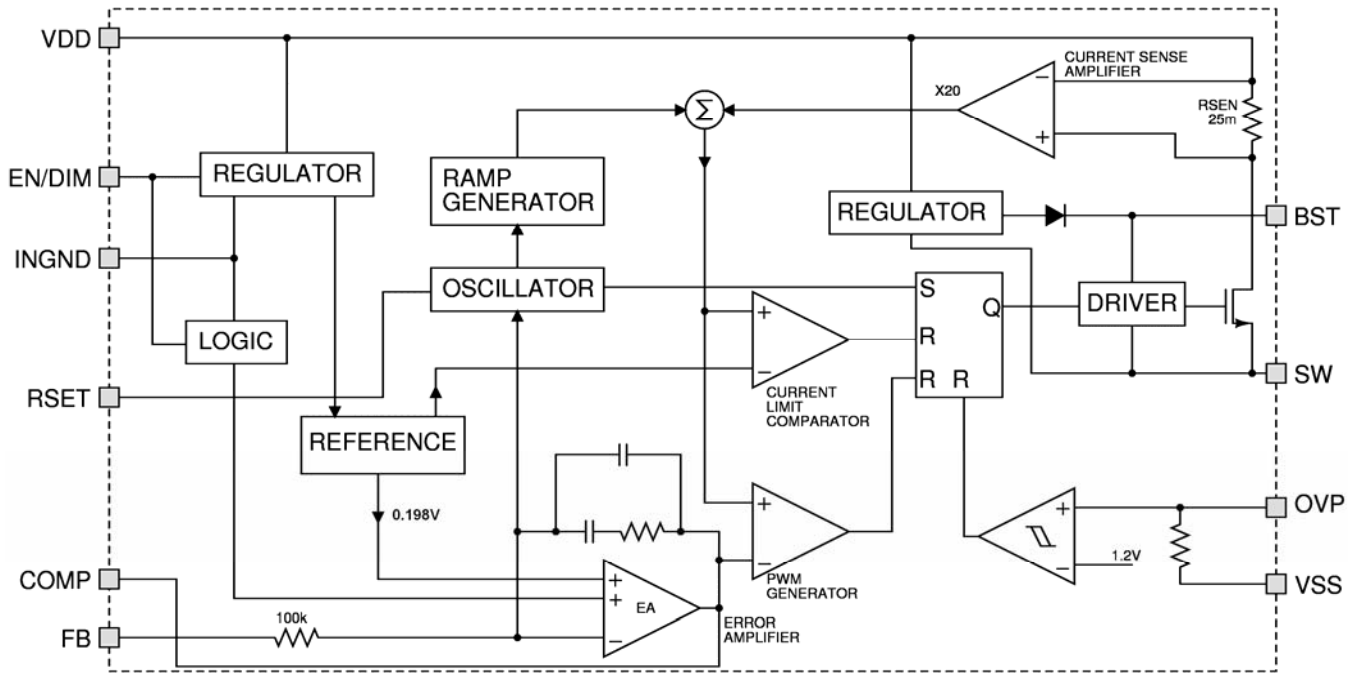 VDD
CURRENT SENSE
AMPLIFIER
X20
−
+
RSEN
25m
Σ
EN/DIM
REGULATOR
RAMP
GENERATOR
REGULATOR
BST
INGND
OSCILLATOR
S
Q
R
R R
DRIVER
LOGIC
+
−
CURRENT
LIMIT
COMPARATOR
RSET
SW
REFERENCE
0.198V
+
−
PWM
GENERATOR
+
−
1.2V
OVP
VSS
COMP
+
+
−
EA
ERROR
AMPLIFIER
FB
100k